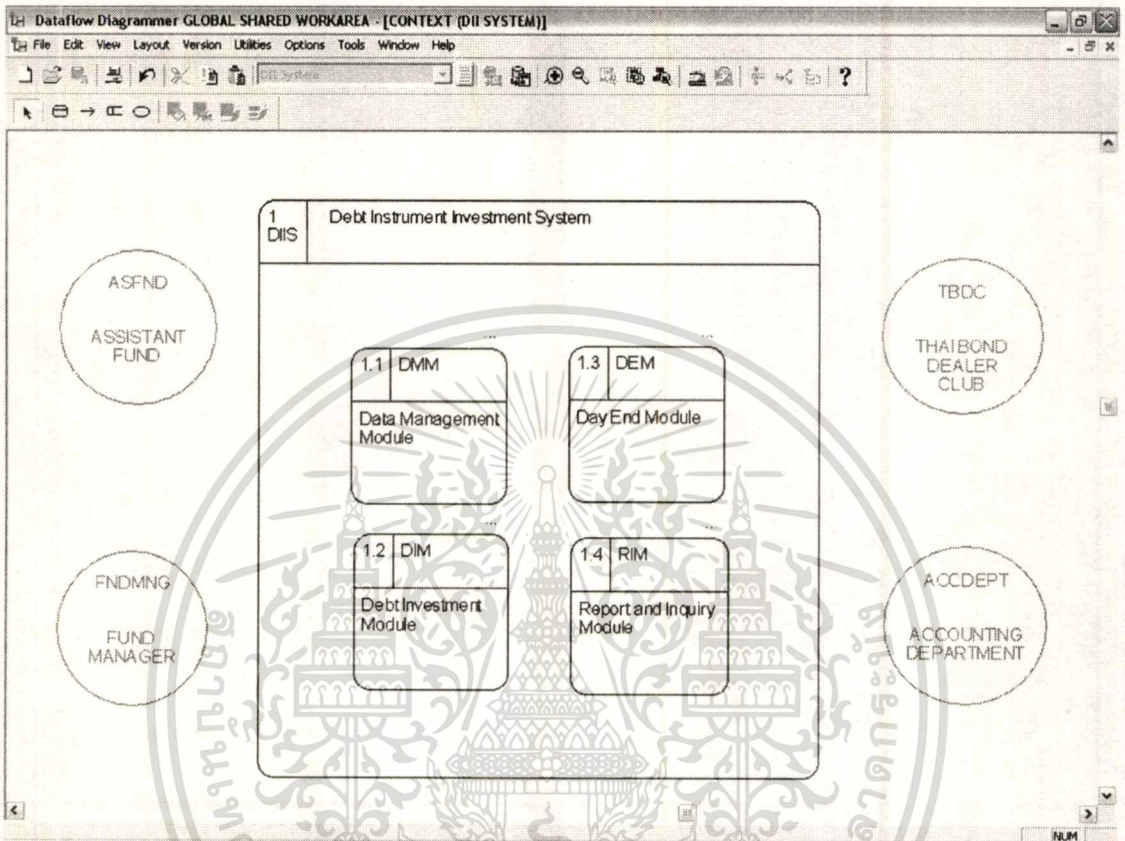 Dataflow Diagrammer GLOBAL SHARED WORKAREA - [CONTEXT (DII SYSTEM)]
File Edit View Layout Version Utilities Options Tools Window Help
DII System
1
DIIS
Debt Instrument Investment System
ASFND
ASSISTANT
FUND
TBDC
THAI BOND
DEALER
CLUB
1.1 DMM
Data Management
Module
1.3 DEM
Day End Module
1.2 DIM
Debt Investment
Module
1.4 RIM
Report and Inquiry
Module
FNDMNG
FUND
MANAGER
ACCDEPT
ACCOUNTING
DEPARTMENT
NUM